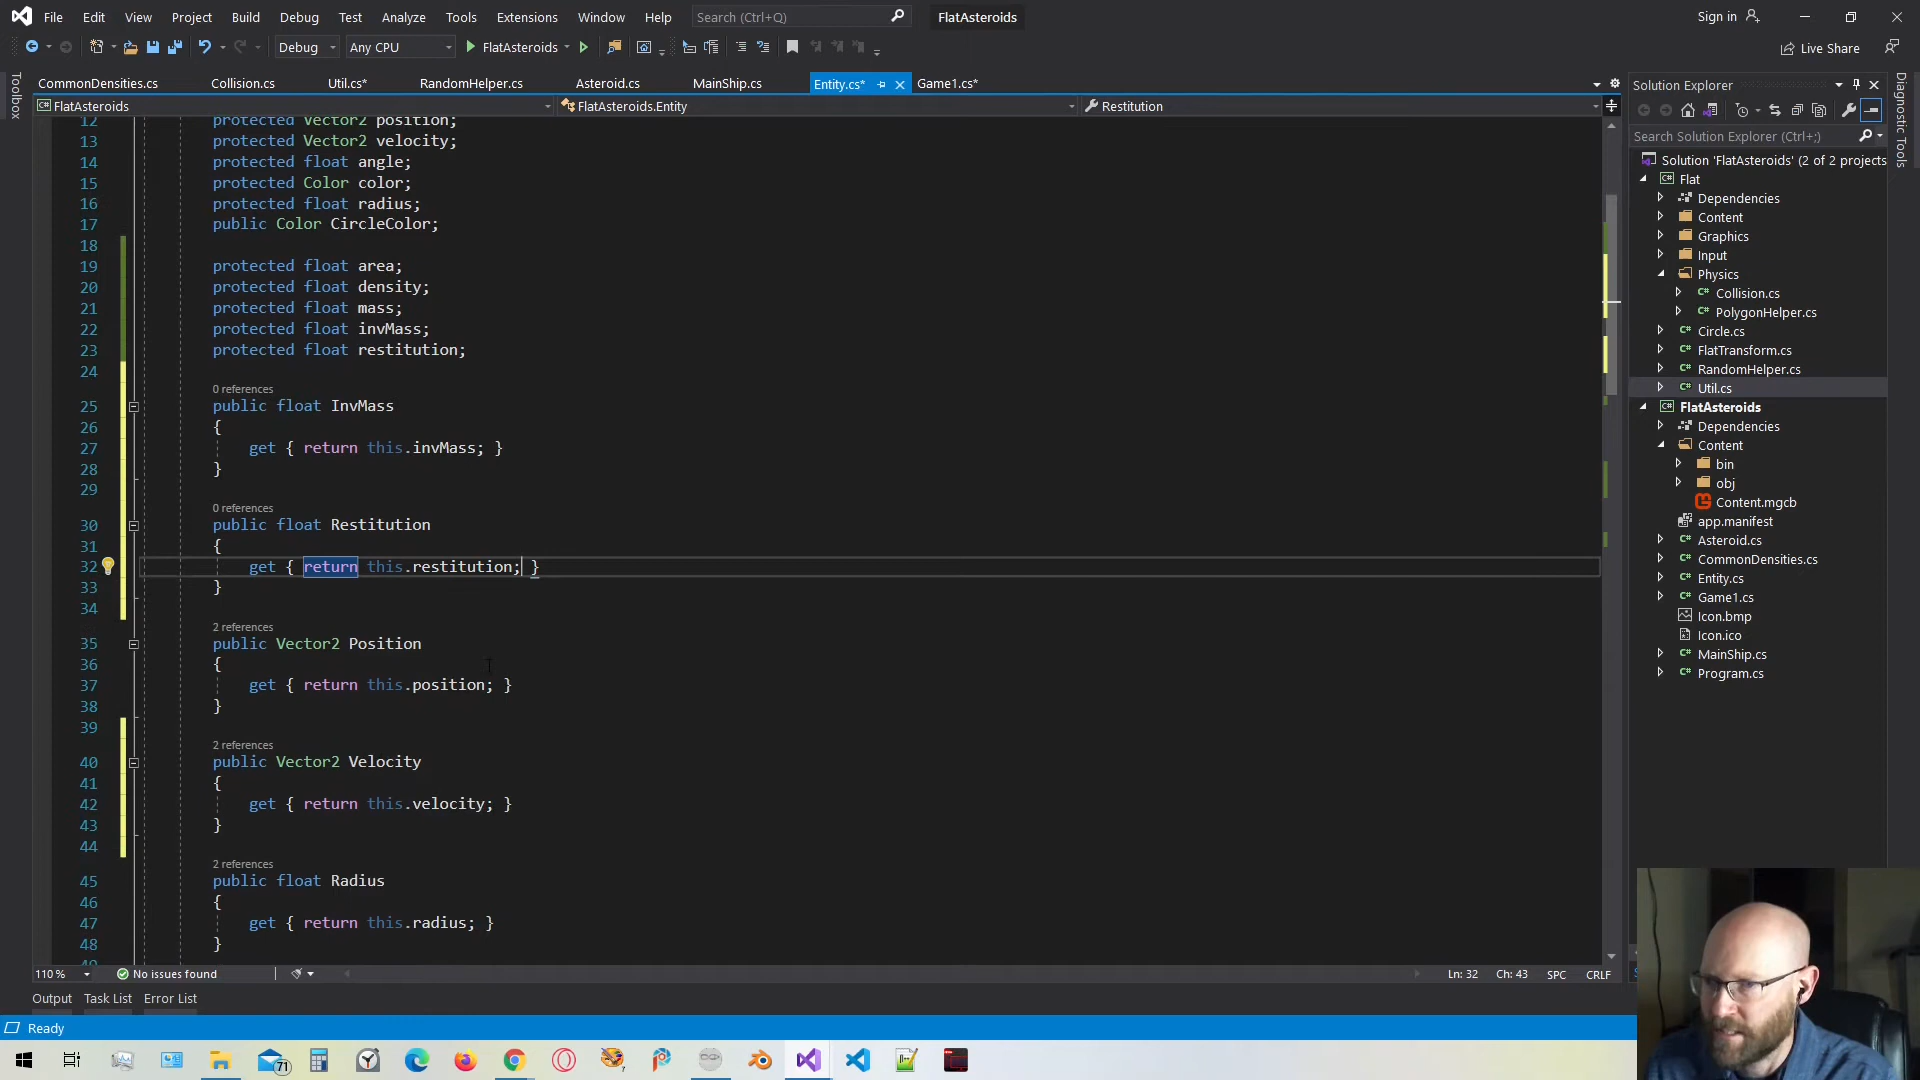 File Edit View Project Build Debug Test Analyze Tools Extensions Window Help Search (Ctrl+Q) FlatAsteroids Sign in
Debug Any CPU FlatAsteroids Live Share
CommonDensities.cs Collision.cs Util.cs* RandomHelper.cs Asteroid.cs MainShip.cs Entity.cs* Game1.cs*
FlatAsteroids FlatAsteroids.Entity Restitution
Toolbox
12 protected Vector2 position;
13 protected Vector2 velocity;
14 protected float angle;
15 protected Color color;
16 protected float radius;
17 public Color CircleColor;
18
19 protected float area;
20 protected float density;
21 protected float mass;
22 protected float invMass;
23 protected float restitution;
24
0 references
25 public float InvMass
26 {
27 get { return this.invMass; }
28 }
29
0 references
30 public float Restitution
31 {
32 get { return this.restitution; }
33 }
34
2 references
35 public Vector2 Position
36 {
37 get { return this.position; }
38 }
39
2 references
40 public Vector2 Velocity
41 {
42 get { return this.velocity; }
43 }
44
2 references
45 public float Radius
46 {
47 get { return this.radius; }
48 }
110 % No issues found Ln: 32 Ch: 43 SPC CRLF
Output Task List Error List
Ready
71
Solution Explorer
Search Solution Explorer (Ctrl+;)
Solution 'FlatAsteroids' (2 of 2 projects
Flat
Dependencies
Content
Graphics
Input
Physics
Collision.cs
PolygonHelper.cs
Circle.cs
FlatTransform.cs
RandomHelper.cs
Util.cs
FlatAsteroids
Dependencies
Content
bin
obj
Content.mgcb
app.manifest
Asteroid.cs
CommonDensities.cs
Entity.cs
Game1.cs
Icon.bmp
Icon.ico
MainShip.cs
Program.cs
Diagnostic Tools